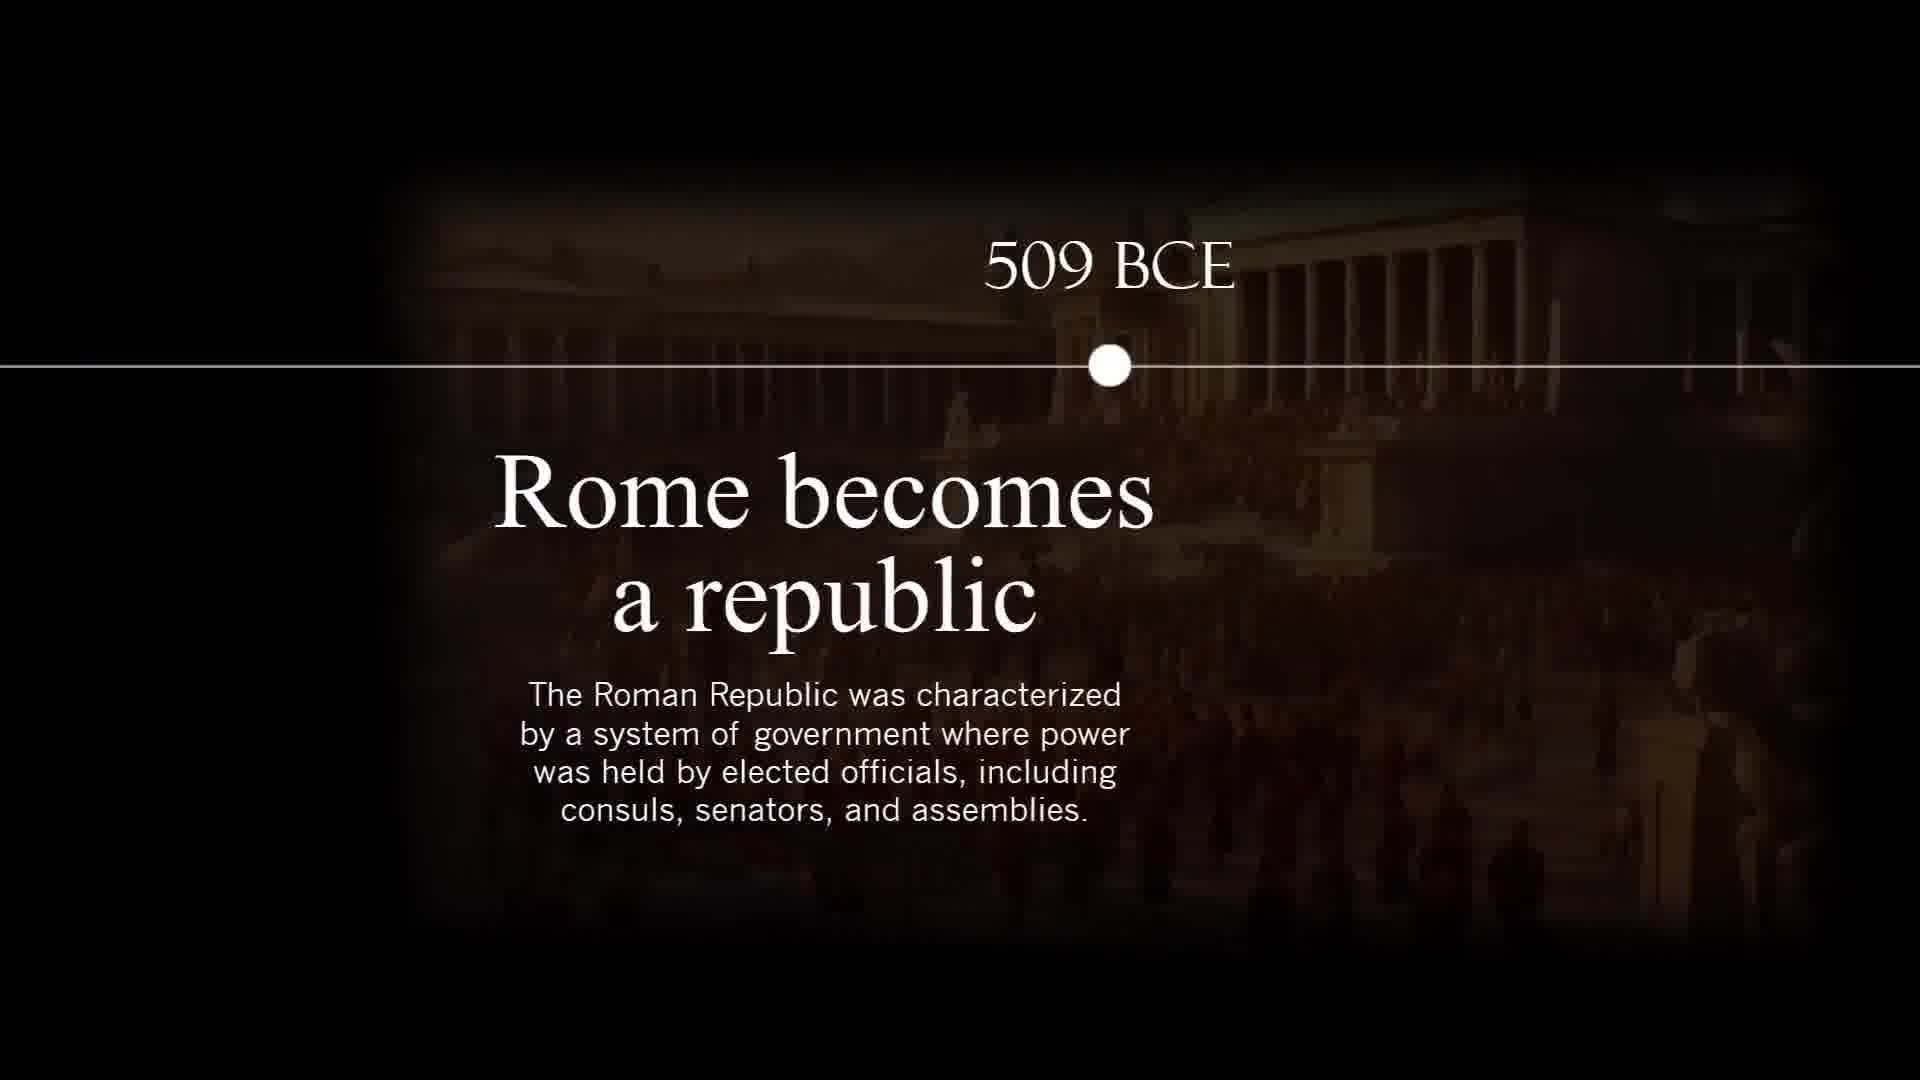 509 BCE
Rome becomes
a republic
The Roman Republic was characterized
by a system of government where power
was held by elected officials, including
consuls, senators, and assemblies.